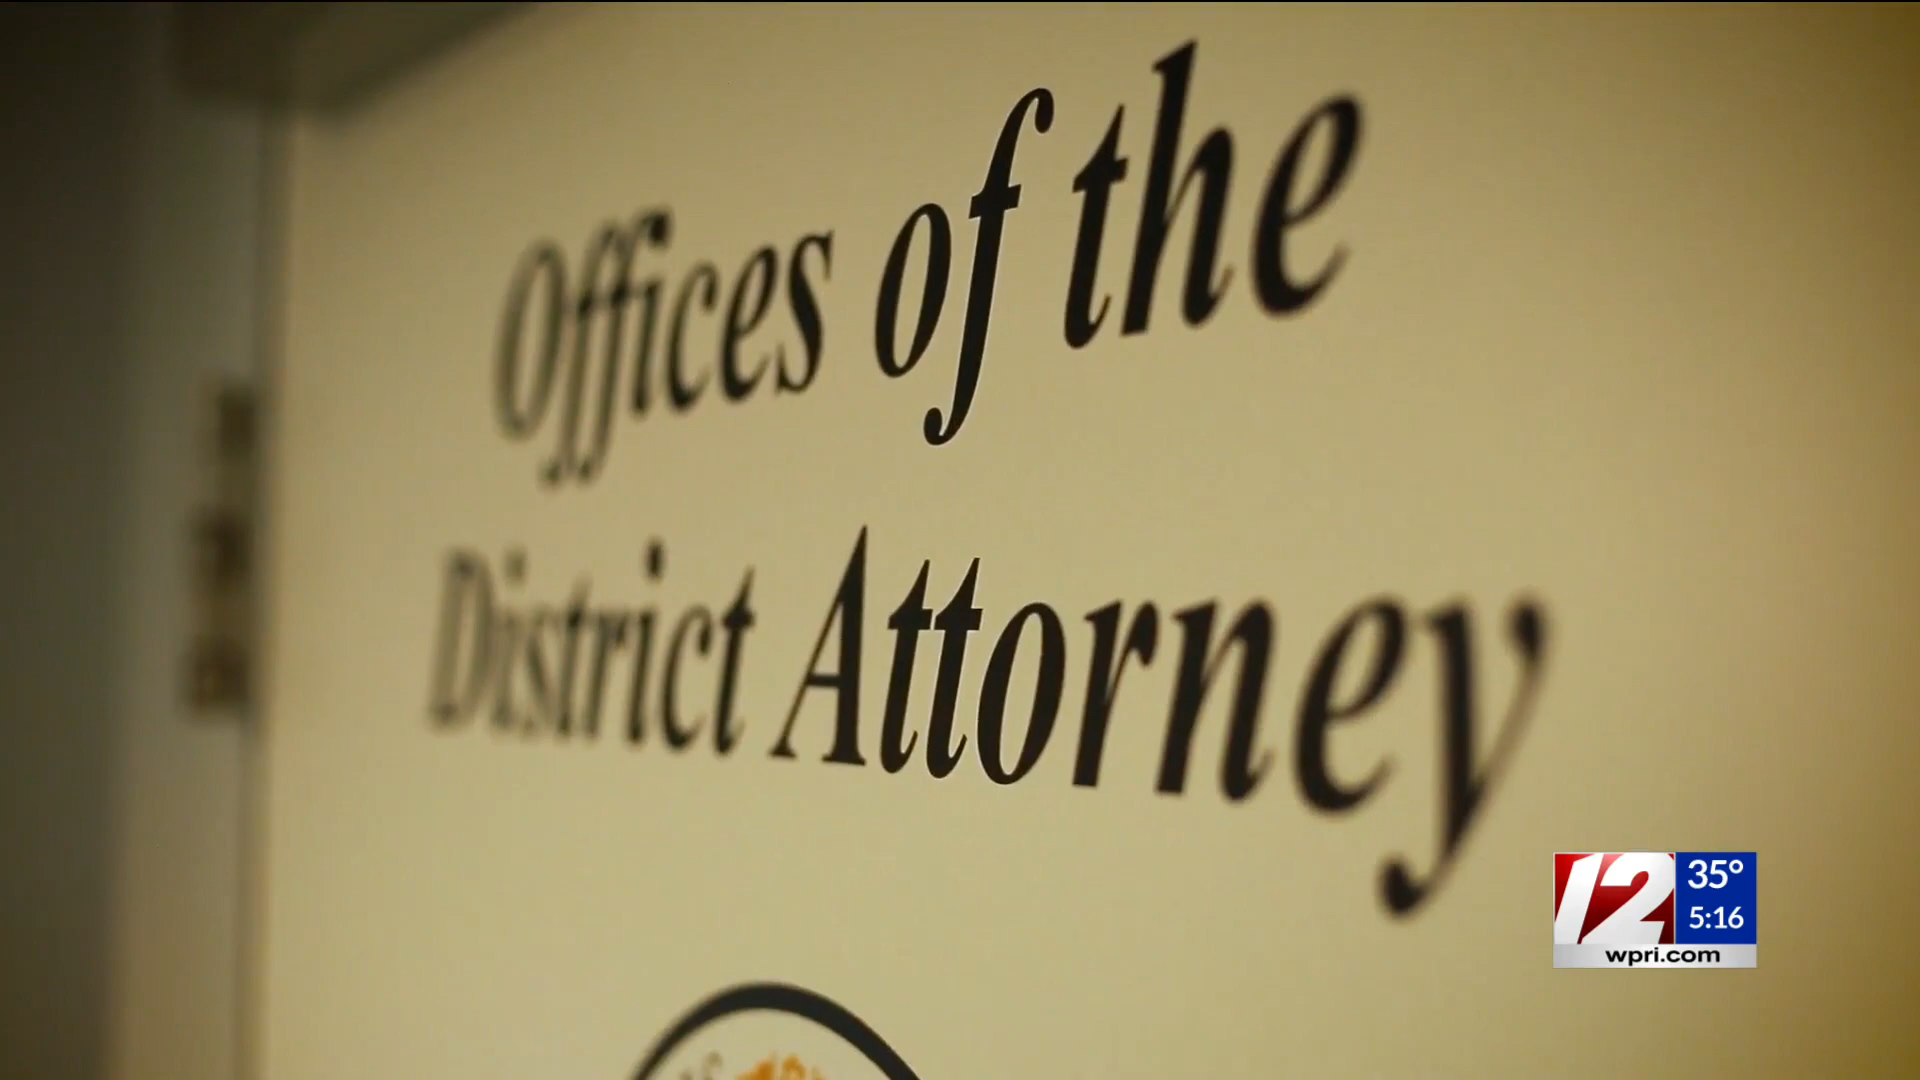 Offices of the
District Attorney
12
35°
5:16
wpri.com